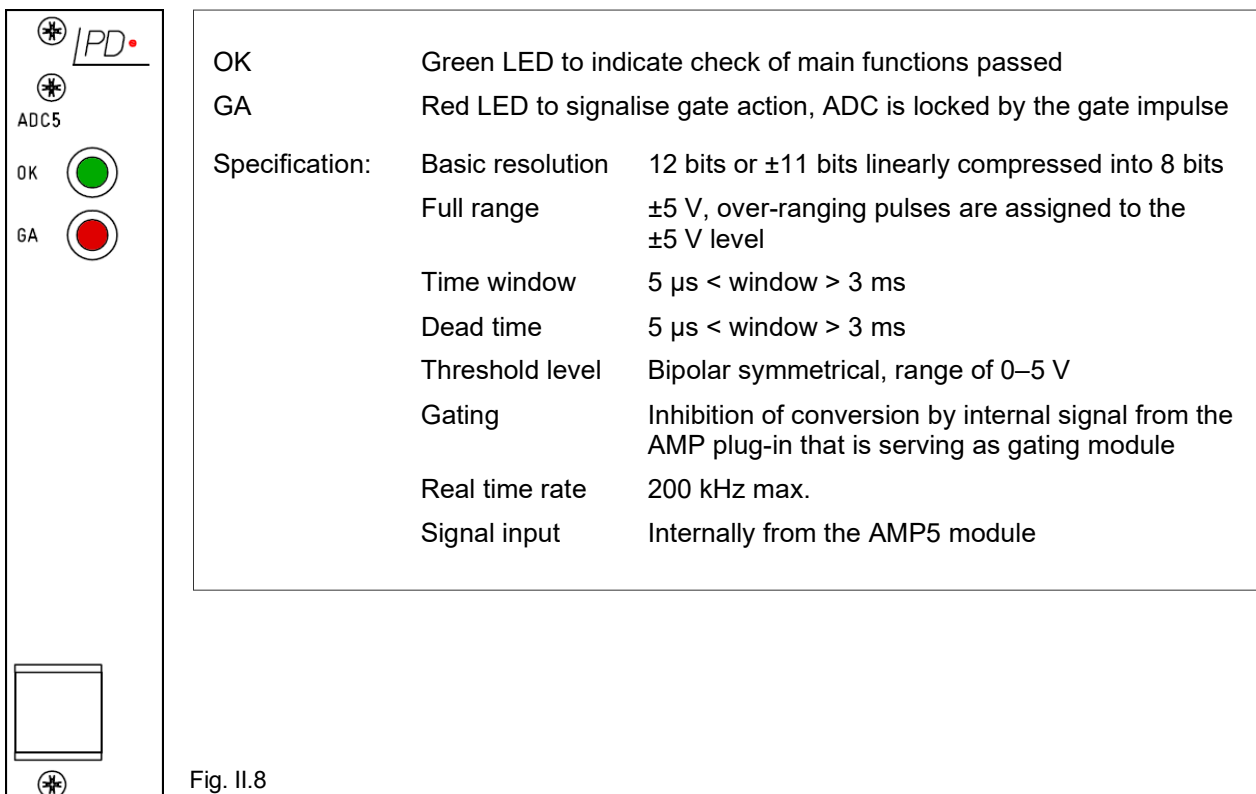 LPD
ADC5
OK
GA
OK Green LED to indicate check of main functions passed
GA Red LED to signalise gate action, ADC is locked by the gate impulse
Specification: Basic resolution 12 bits or ±11 bits linearly compressed into 8 bits
Full range ±5 V, over-ranging pulses are assigned to the
±5 V level
Time window 5 µs < window > 3 ms
Dead time 5 µs < window > 3 ms
Threshold level Bipolar symmetrical, range of 0–5 V
Gating Inhibition of conversion by internal signal from the
AMP plug-in that is serving as gating module
Real time rate 200 kHz max.
Signal input Internally from the AMP5 module
Fig. II.8